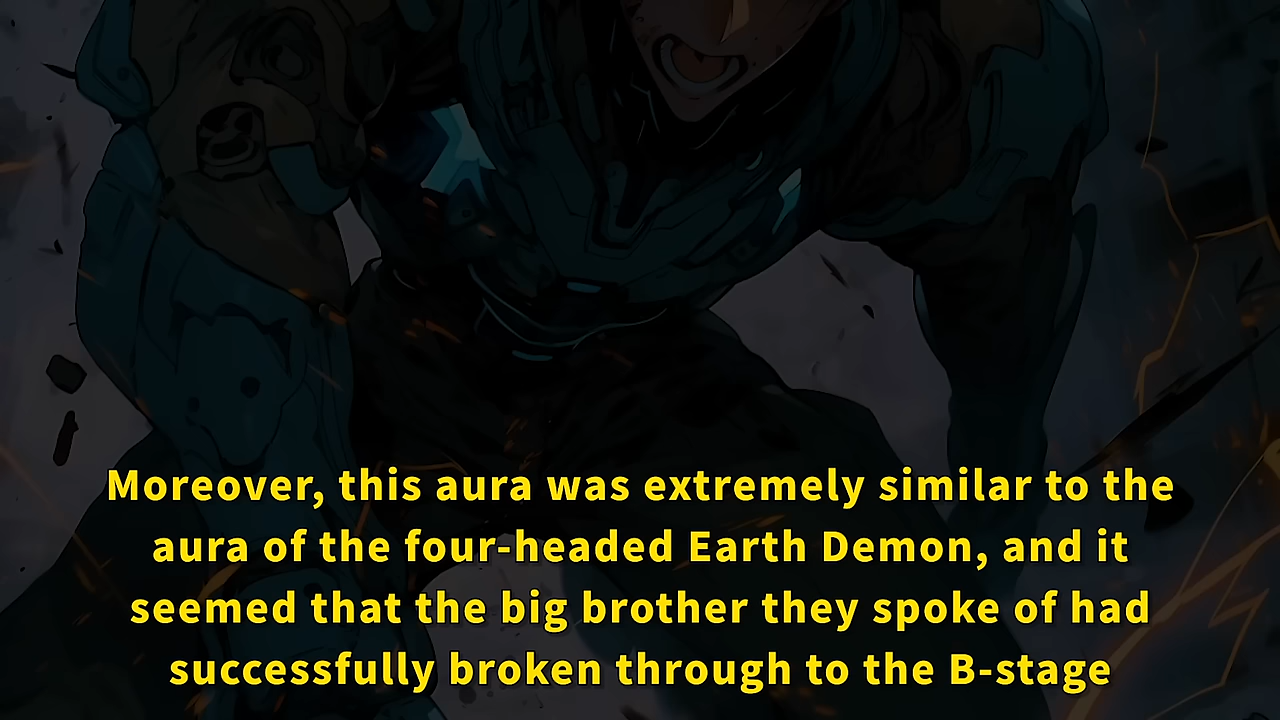 Moreover, this aura was extremely similar to the
aura of the four-headed Earth Demon, and it
seemed that the big brother they spoke of had
successfully broken through to the B-stage